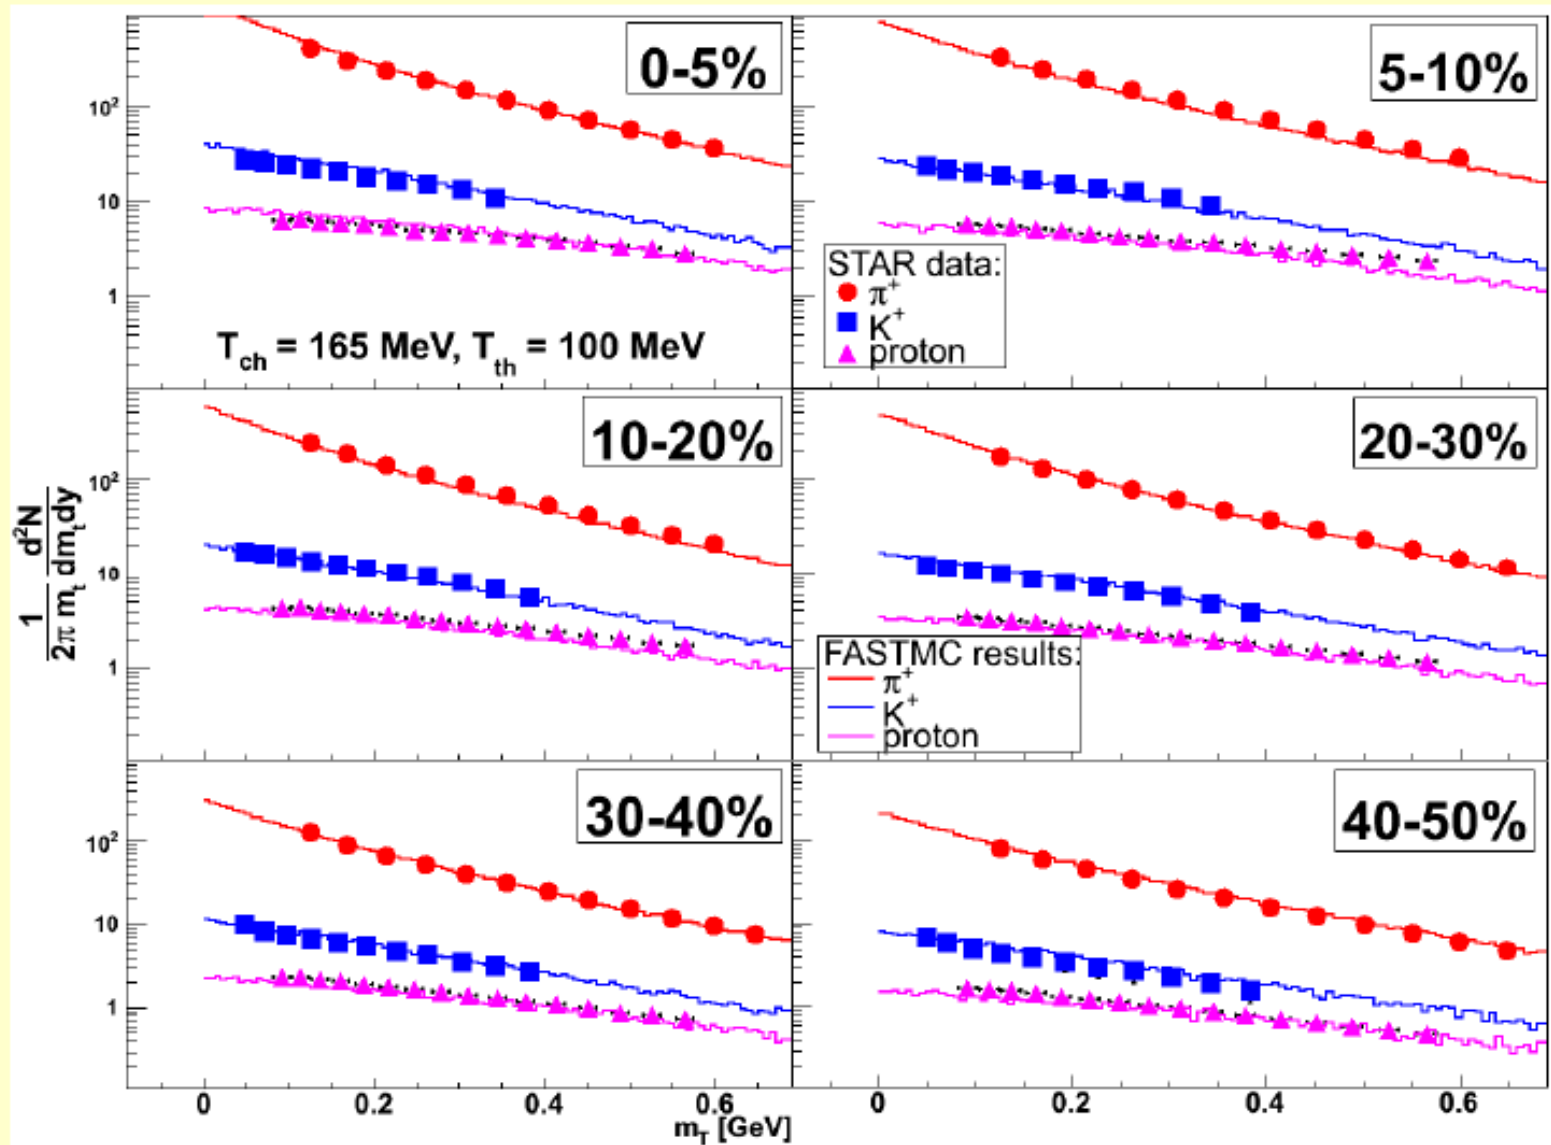 0-5%
5-10%
10²
10
1
T_ch = 165 MeV, T_th = 100 MeV
STAR data:
π⁺
K⁺
proton
10-20%
20-30%
10²
10
1
FASTMC results:
π⁺
K⁺
proton
1/(2π m_t) d²N/(dm_t dy)
30-40%
40-50%
10²
10
1
0 0.2 0.4 0.6
0 0.2 0.4 0.6
m_T [GeV]